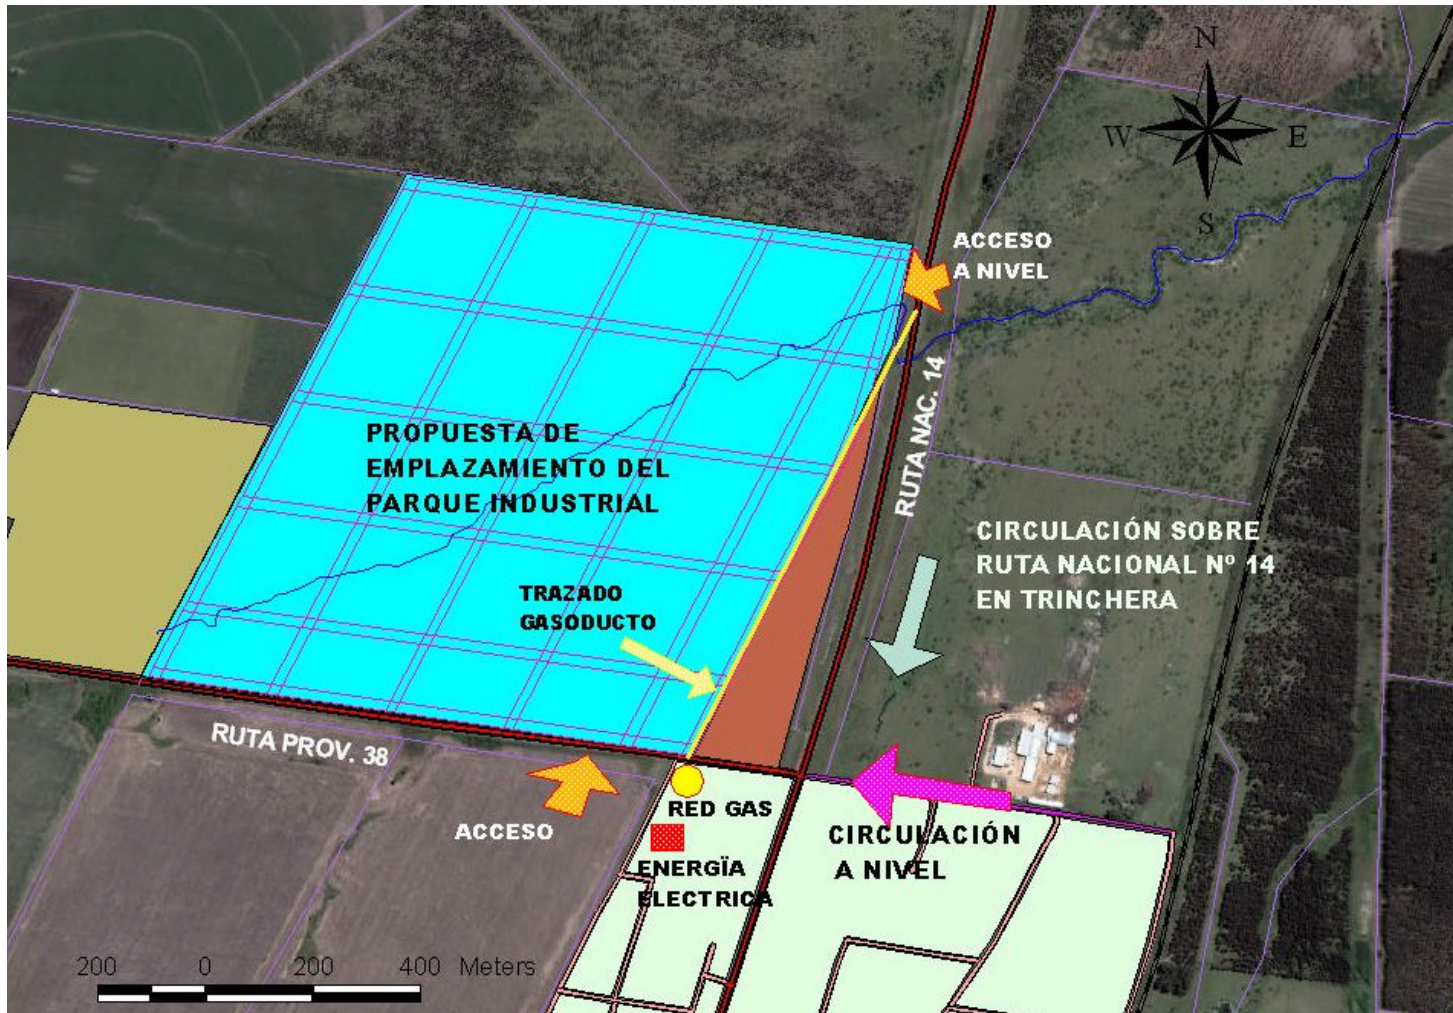 N
W E
S
ACCESO
A NIVEL
RUTA NAC. 14
PROPUESTA DE
EMPLAZAMIENTO DEL
PARQUE INDUSTRIAL
CIRCULACIÓN SOBRE
RUTA NACIONAL Nº 14
EN TRINCHERA
TRAZADO
GASODUCTO
RUTA PROV. 38
ACCESO
RED GAS
ENERGÏA
ELECTRICA
CIRCULACIÓN
A NIVEL
200 0 200 400 Meters